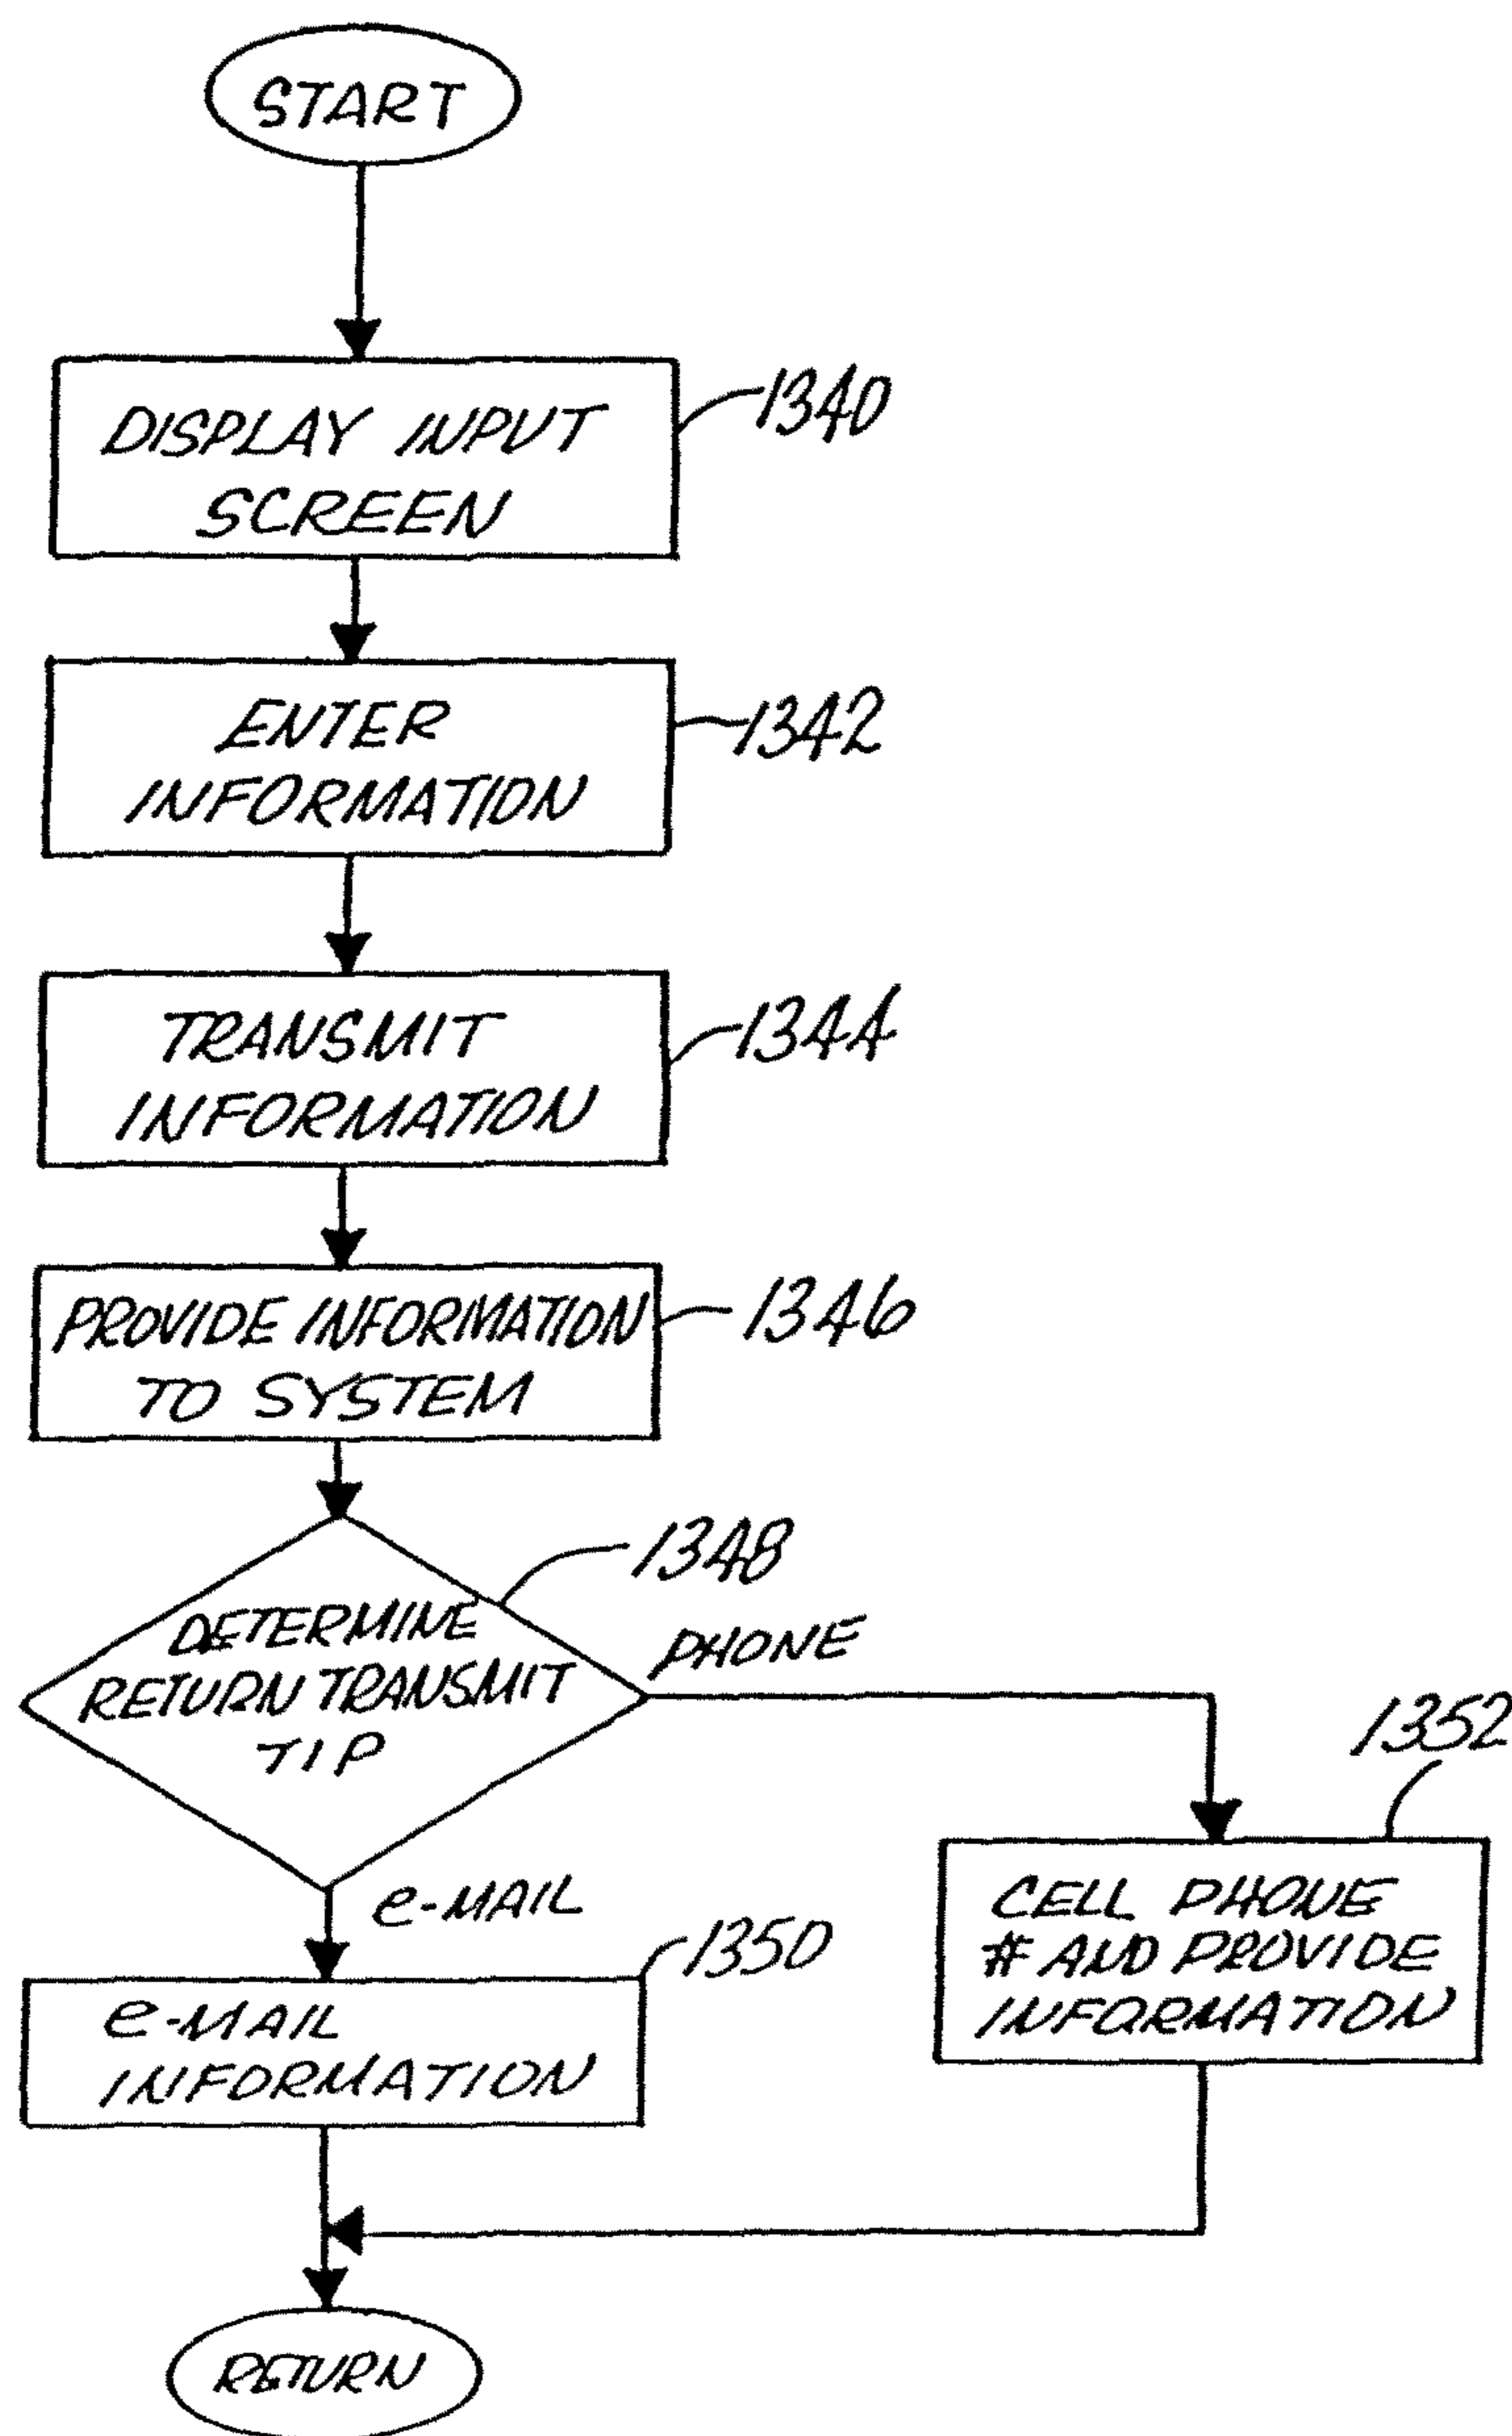 START
DISPLAY INPUT
SCREEN
1340
ENTER
INFORMATION
1342
TRANSMIT
INFORMATION
1344
PROVIDE INFORMATION
TO SYSTEM
1346
1348
DETERMINE
RETURN TRANSMIT
TIP
PHONE
1352
e-MAIL
CELL PHONE
# AND PROVIDE
INFORMATION
1350
e-MAIL
INFORMATION
RETURN